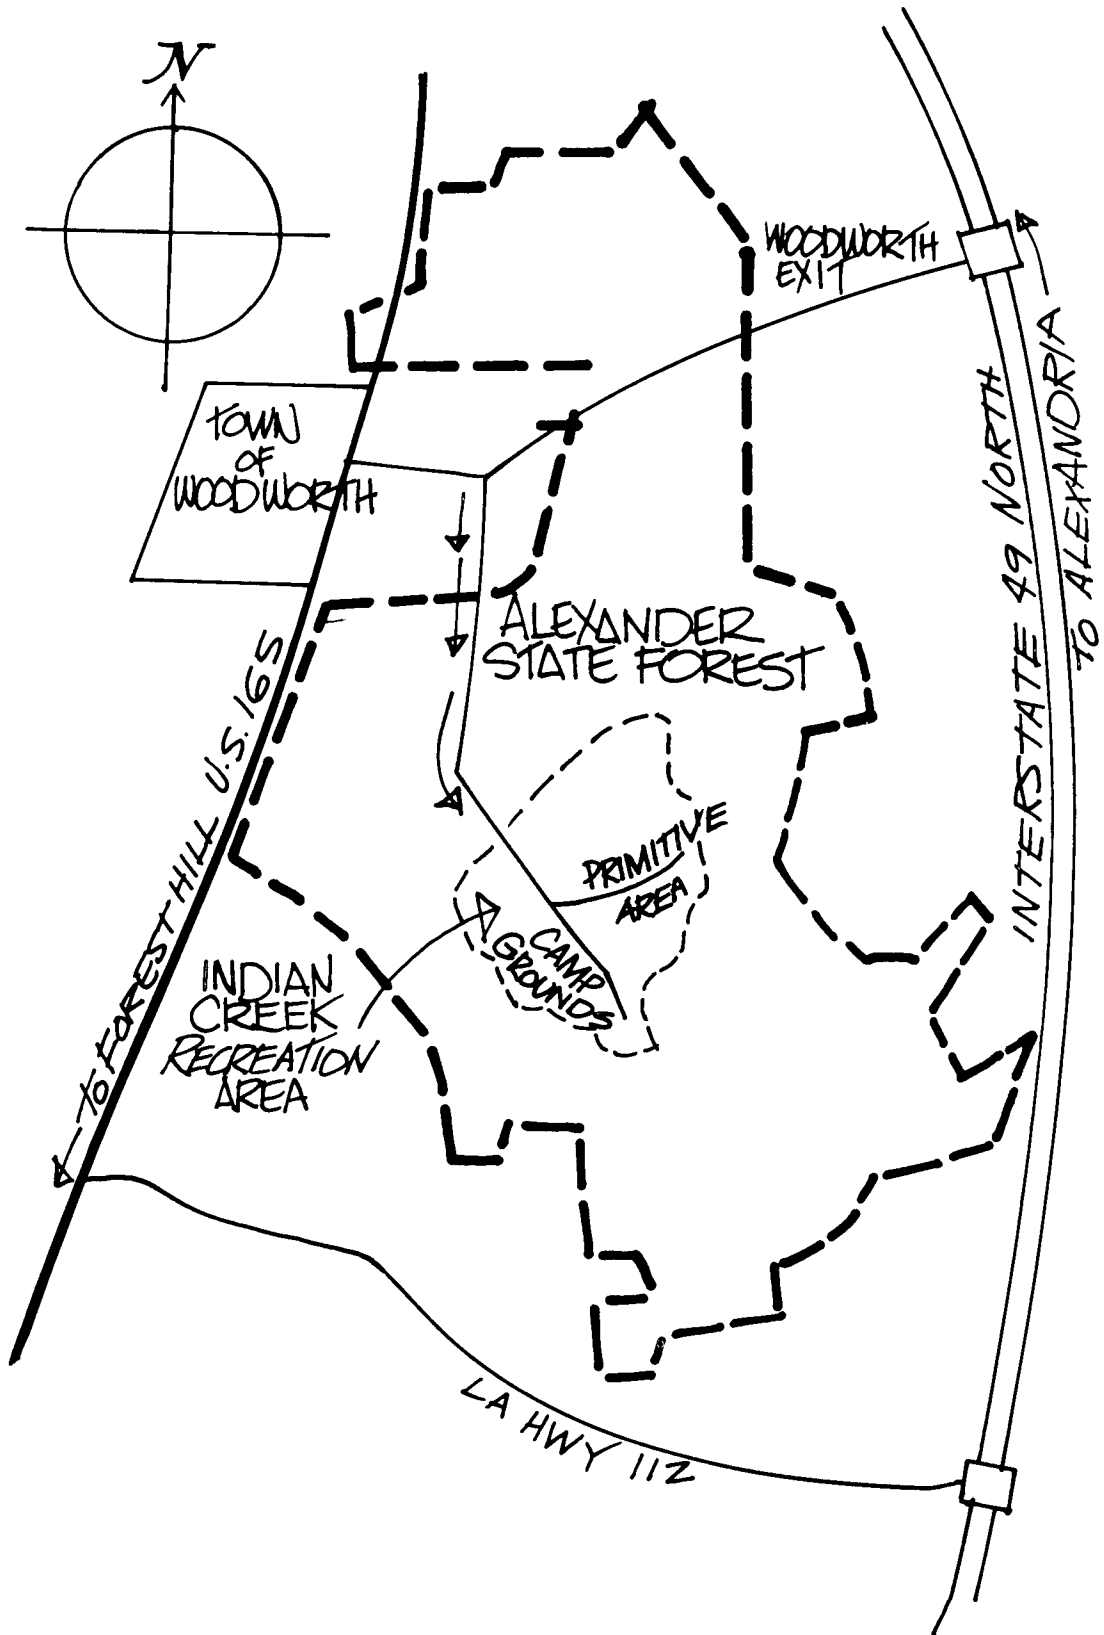 N
WOODWORTH
EXIT
TOWN
OF
WOODWORTH
TO ALEXANDRIA
INTERSTATE 49 NORTH
ALEXANDER
STATE FOREST
TO FOREST HILL U.S. 165
PRIMITIVE
AREA
CAMP
GROUNDS
INDIAN
CREEK
RECREATION
AREA
LA HWY 112